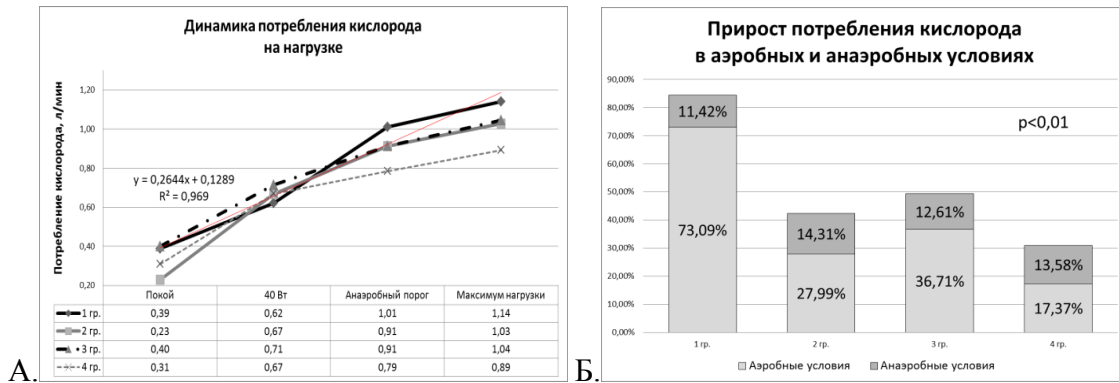 Динамика потребления кислорода
на нагрузке
Потребление кислорода, л/мин
1,20
1,00
0,80
0,60
0,40
0,20
y = 0,2644x + 0,1289
R² = 0,969
Покой 40 Вт Анаэробный порог Максимум нагрузки
1 гр. 0,39 0,62 1,01 1,14
2 гр. 0,23 0,67 0,91 1,03
3 гр. 0,40 0,71 0,91 1,04
4 гр. 0,31 0,67 0,79 0,89
А.
Прирост потребления кислорода
в аэробных и анаэробных условиях
90,00%
80,00%
70,00%
60,00%
50,00%
40,00%
30,00%
20,00%
10,00%
0,00%
p<0,01
11,42%
73,09%
14,31%
27,99%
12,61%
36,71%
13,58%
17,37%
1 гр. 2 гр. 3 гр. 4 гр.
Аэробные условия Анаэробные условия
Б.